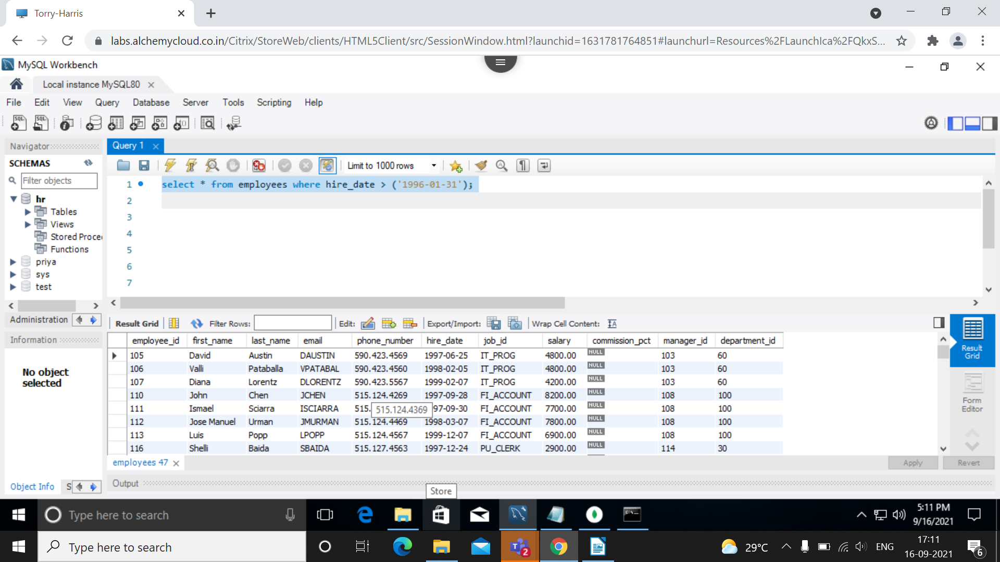 Torry-Harris
labs.alchemycloud.co.in/Citrix/StoreWeb/clients/HTML5Client/src/SessionWindow.html?launchid=1631781764851#launchurl=Resources%2FLaunchIca%2FQkxS...
MySQL Workbench
Local instance MySQL80
File Edit View Query Database Server Tools Scripting Help
Navigator
Query 1
SCHEMAS
Limit to 1000 rows
Filter objects
1 select * from employees where hire_date > ('1996-01-31');
2
3
4
5
6
7
hr
Tables
Views
Stored Proce
Functions
priya
sys
test
Administration
Result Grid Filter Rows: Edit: Export/Import: Wrap Cell Content:
Information
No object
selected
employee_id first_name last_name email phone_number hire_date job_id salary commission_pct manager_id department_id
105 David Austin DAUSTIN 590.423.4569 1997-06-25 IT_PROG 4800.00 NULL 103 60
106 Valli Pataballa VPATABAL 590.423.4560 1998-02-05 IT_PROG 4800.00 NULL 103 60
107 Diana Lorentz DLORENTZ 590.423.5567 1999-02-07 IT_PROG 4200.00 NULL 103 60
110 John Chen JCHEN 515.124.4269 1997-09-28 FI_ACCOUNT 8200.00 NULL 108 100
111 Ismael Sciarra ISCIARRA 515. 515.124.4369 97-09-30 FI_ACCOUNT 7700.00 NULL 108 100
112 Jose Manuel Urman JMURMAN 515.124.4469 1998-03-07 FI_ACCOUNT 7800.00 NULL 108 100
113 Luis Popp LPOPP 515.124.4567 1999-12-07 FI_ACCOUNT 6900.00 NULL 108 100
116 Shelli Baida SBAIDA 515.127.4563 1997-12-24 PU_CLERK 2900.00 NULL 114 30
Result
Grid
Form
Editor
employees 47
Apply Revert
Object Info S
Output
Store
Type here to search
5:11 PM
9/16/2021
Type here to search
2
29°C
ENG
17:11
16-09-2021
6